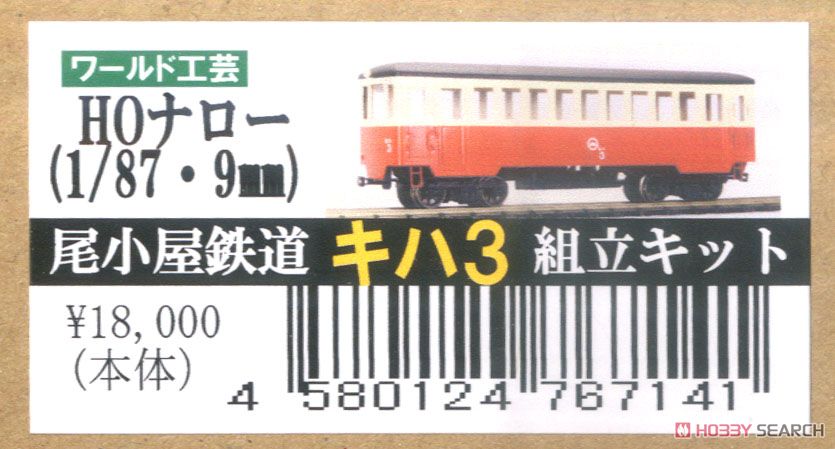 ワールド工芸
HOナロー
(1/87・9㎜)
尾小屋鉄道 キハ3 組立キット
¥18,000
(本体)
4 580124 767141
HOBBY SEARCH